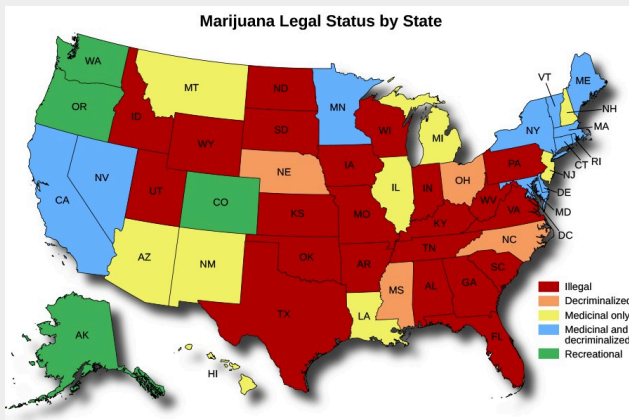 Marijuana Legal Status by State
WA
OR
ID
MT
ND
MN
WY
SD
WI
MI
NY
VT
ME
NH
MA
CT
RI
NV
CA
UT
CO
NE
IA
IL
IN
OH
PA
NJ
DE
MD
DC
WV
VA
KS
MO
KY
NC
TN
AZ
NM
OK
AR
SC
MS
AL
GA
TX
LA
FL
AK
HI
Illegal
Decriminalized
Medicinal only
Medicinal and
decriminalized
Recreational